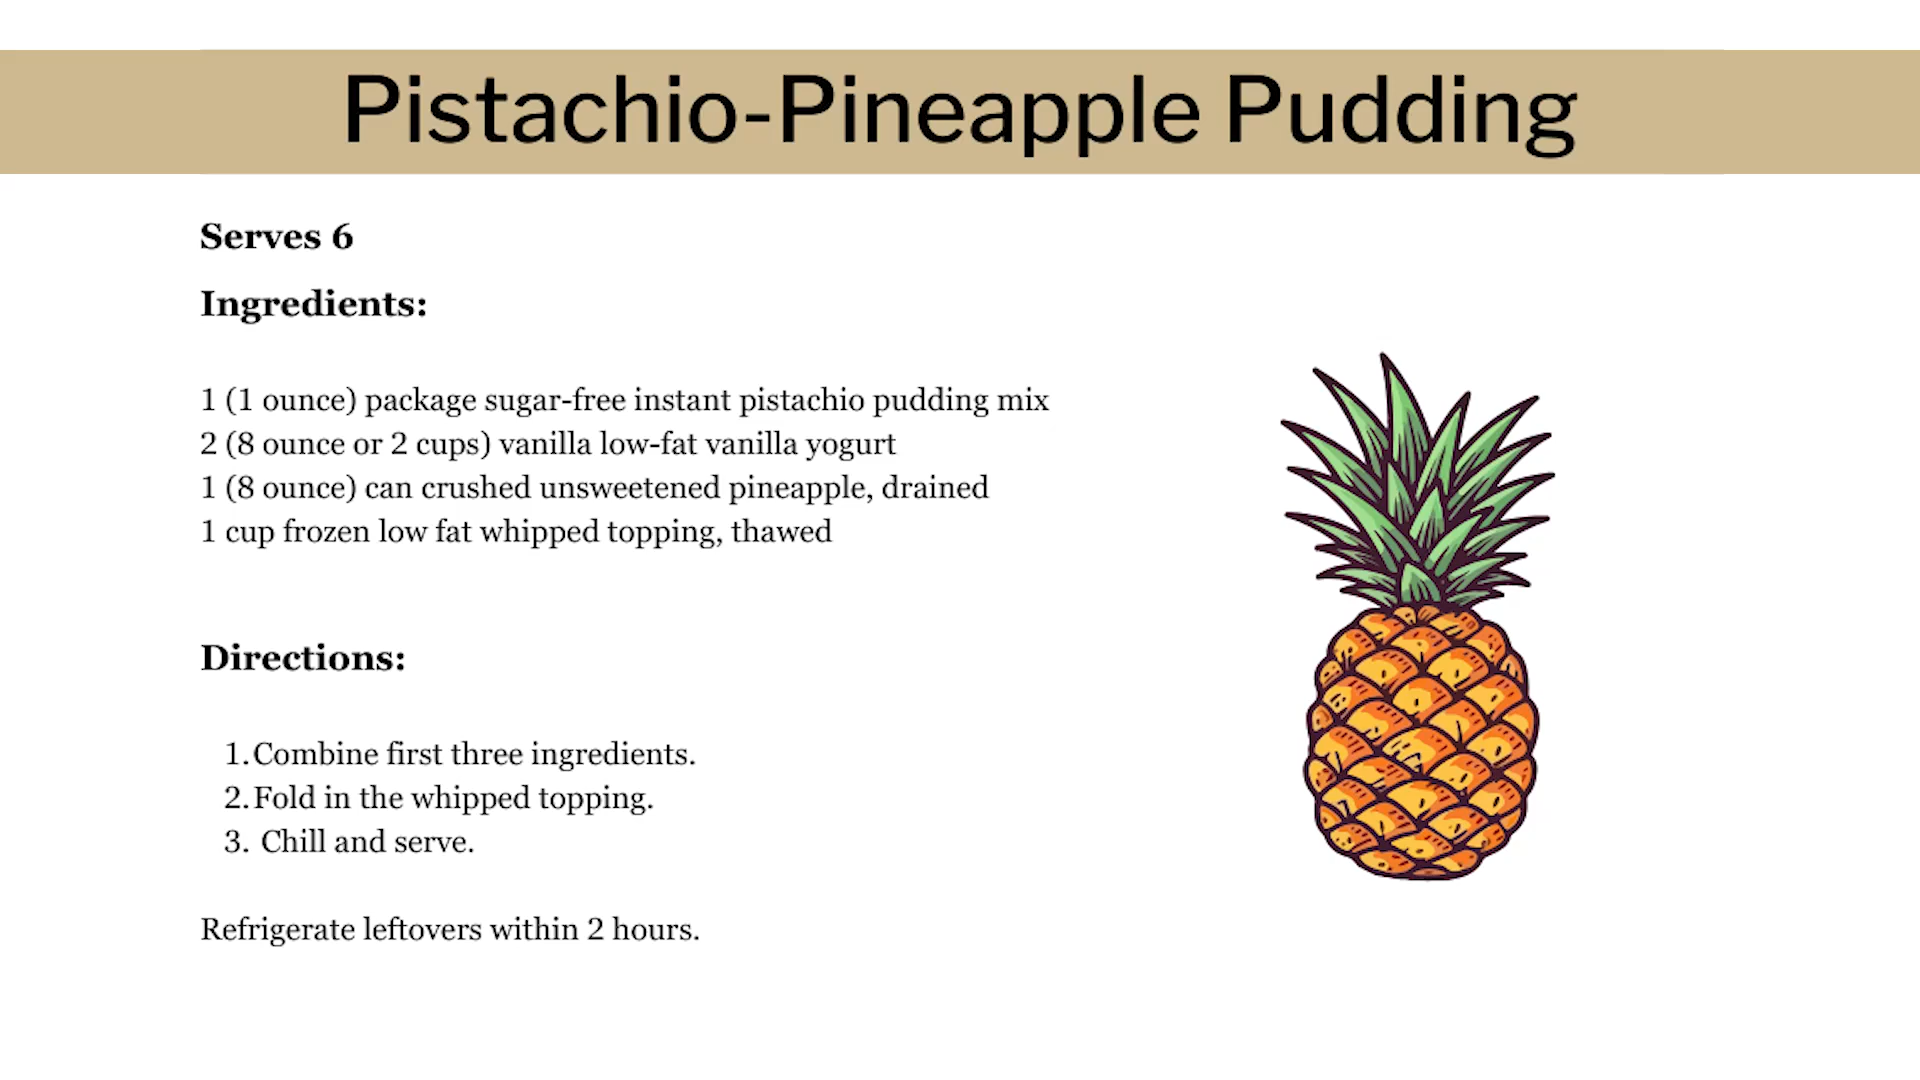 Pistachio-Pineapple Pudding
Serves 6
Ingredients:
1 (1 ounce) package sugar-free instant pistachio pudding mix
2 (8 ounce or 2 cups) vanilla low-fat vanilla yogurt
1 (8 ounce) can crushed unsweetened pineapple, drained
1 cup frozen low fat whipped topping, thawed
Directions:
1. Combine first three ingredients.
2. Fold in the whipped topping.
3. Chill and serve.
Refrigerate leftovers within 2 hours.